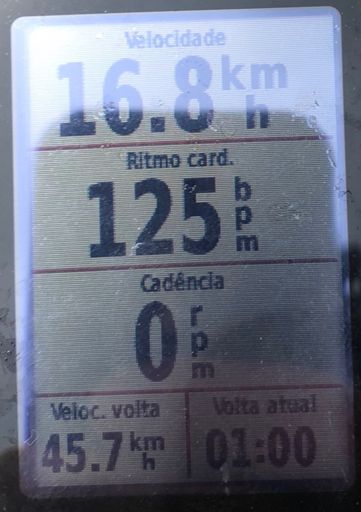 Velocidade
16.8 km h
Ritmo card.
125 bpm
Cadência
0 rpm
Veloc. volta Volta atual
45.7 km h 01:00